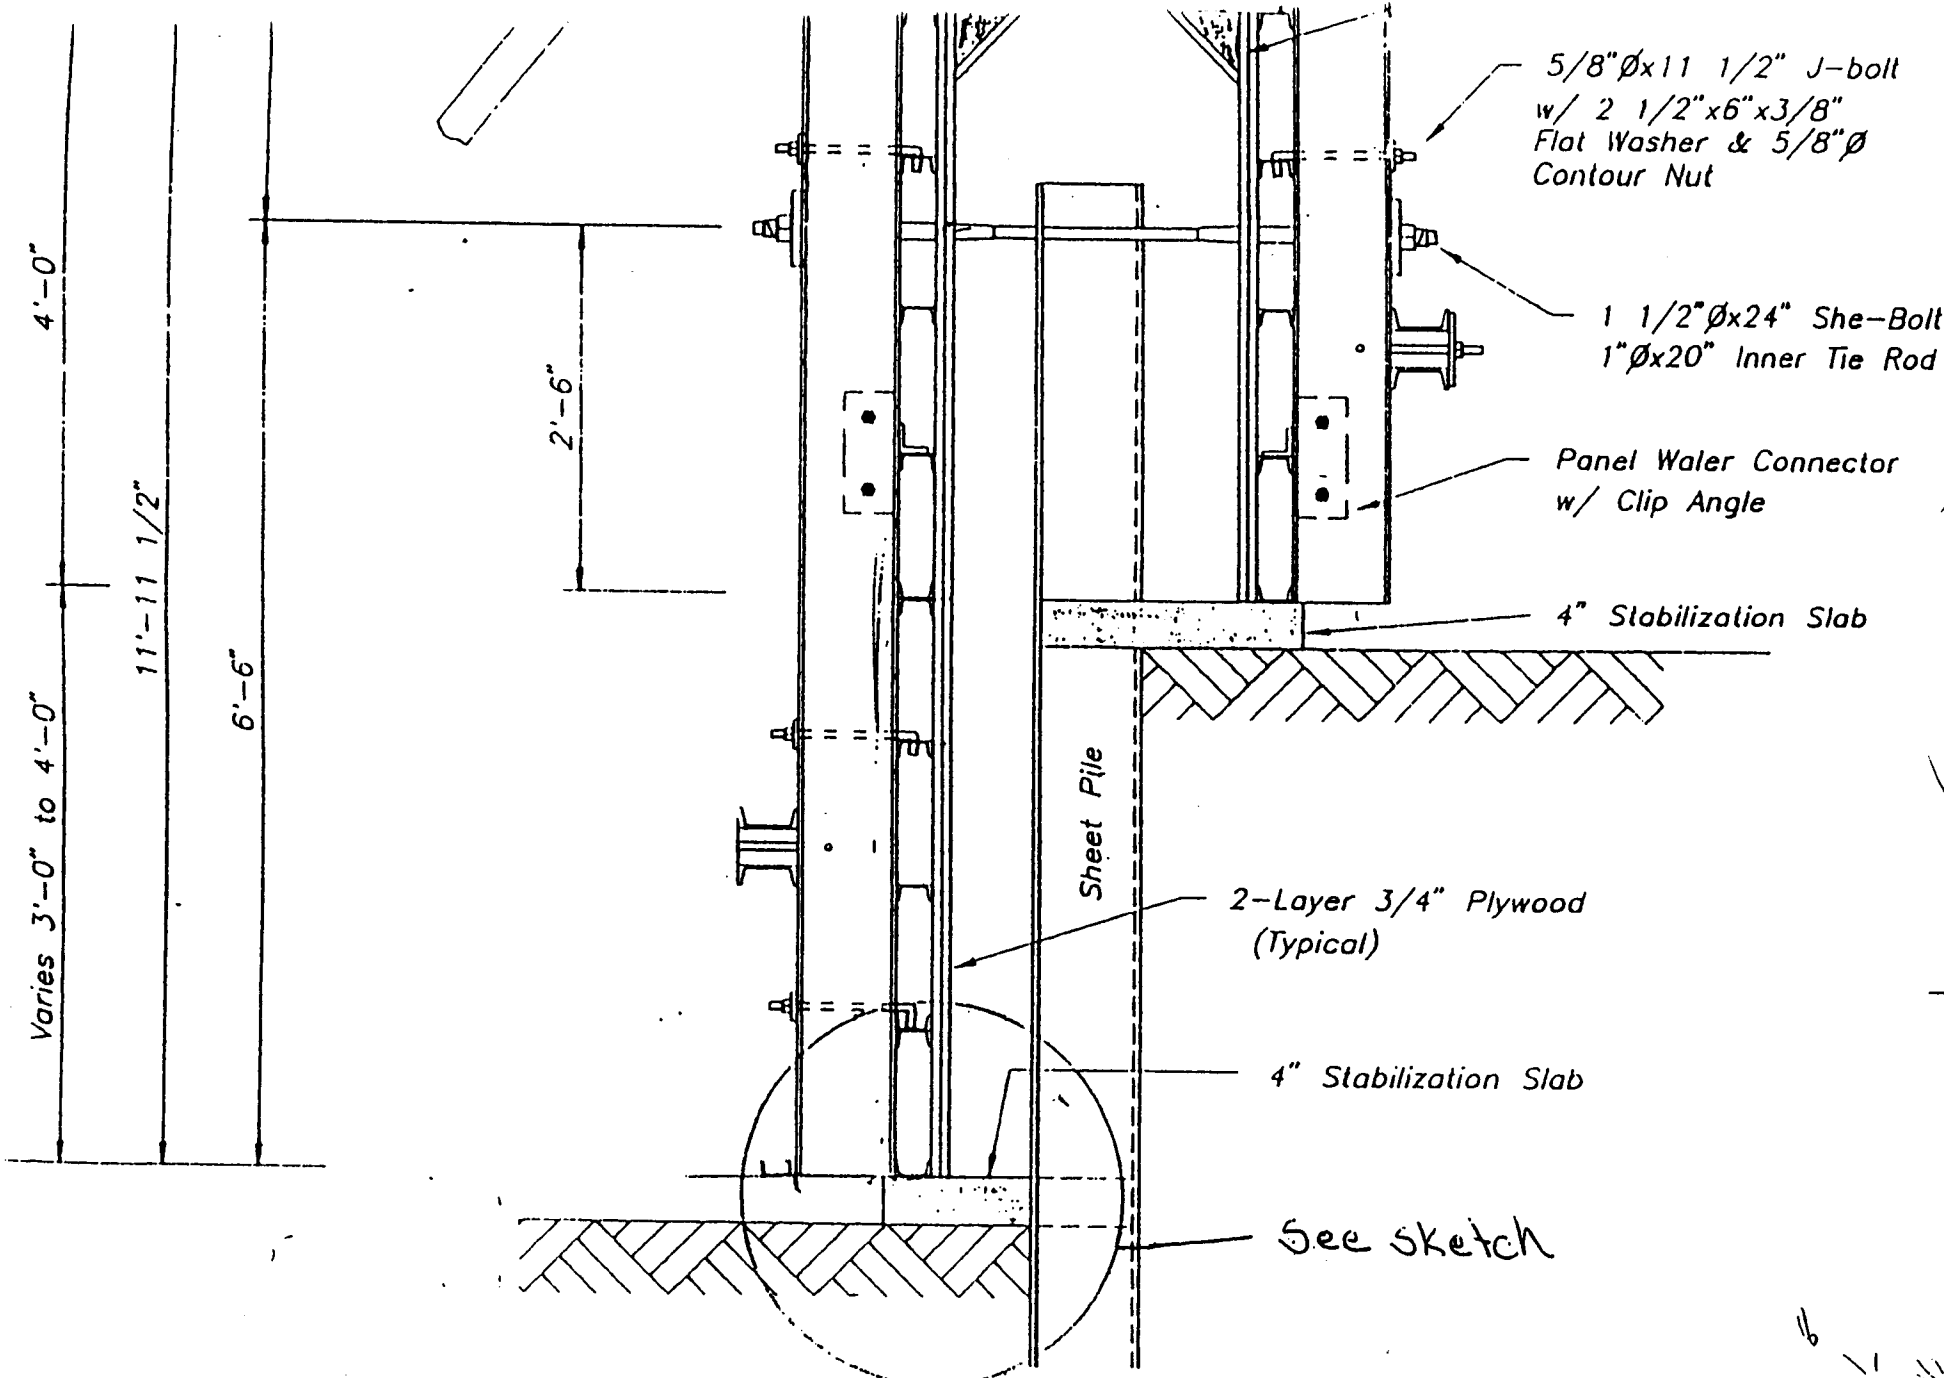 5/8"Øx11 1/2" J-bolt
w/ 2 1/2"x6"x3/8"
Flat Washer & 5/8"Ø
Contour Nut
1 1/2"Øx24" She-Bolt
1"Øx20" Inner Tie Rod
Panel Waler Connector
w/ Clip Angle
4" Stabilization Slab
4'-0"
11'-11 1/2"
6'-6"
2'-6"
Varies 3'-0" to 4'-0"
Sheet Pile
2-Layer 3/4" Plywood
(Typical)
4" Stabilization Slab
See sketch